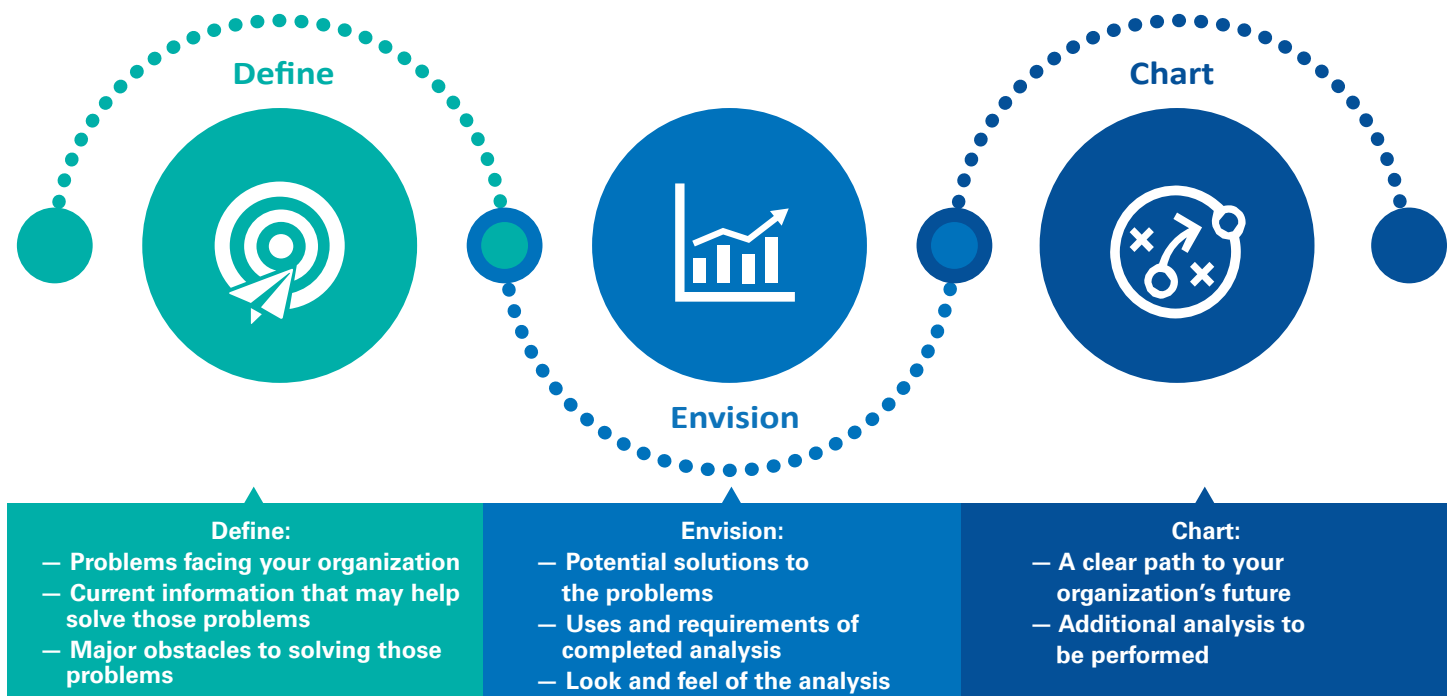 Define
Chart
Envision
Define:
— Problems facing your organization
— Current information that may help
solve those problems
— Major obstacles to solving those
problems
Envision:
— Potential solutions to
the problems
— Uses and requirements of
completed analysis
— Look and feel of the analysis
Chart:
— A clear path to your
organization’s future
— Additional analysis to
be performed